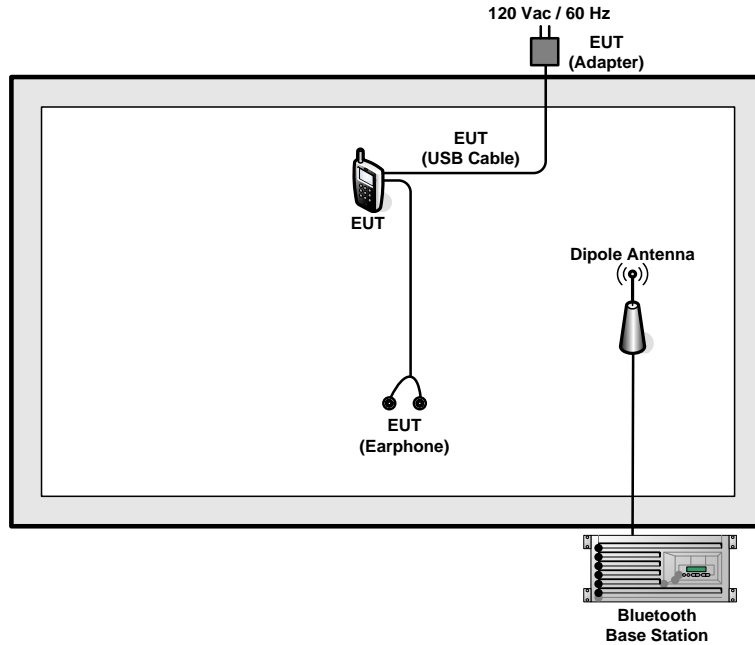 120 Vac / 60 Hz
EUT
(Adapter)
EUT
(USB Cable)
EUT
Dipole Antenna
EUT
(Earphone)
Bluetooth
Base Station